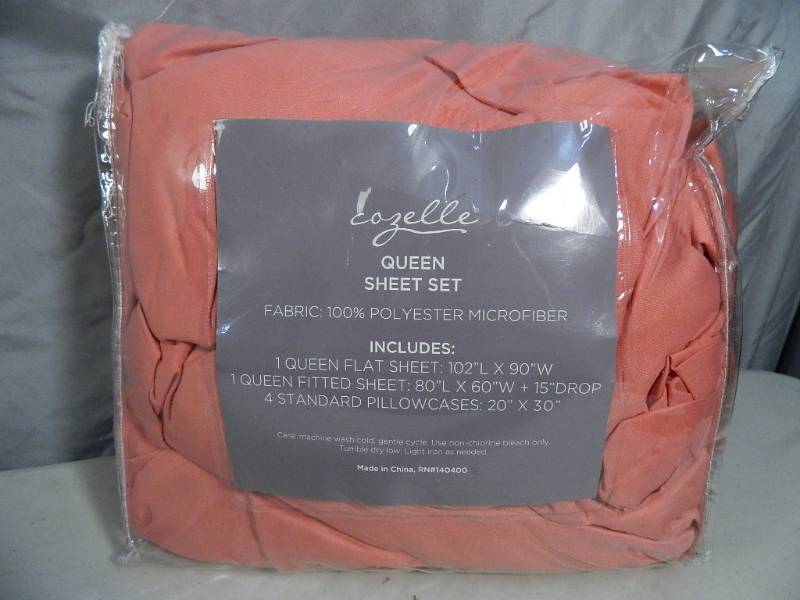 cozelle
QUEEN
SHEET SET
FABRIC: 100% POLYESTER MICROFIBER
INCLUDES:
1 QUEEN FLAT SHEET: 102"L X 90"W
1 QUEEN FITTED SHEET: 80"L X 60"W + 15"DROP
4 STANDARD PILLOWCASES: 20" X 30"
Care: machine wash cold, gentle cycle. Use non-chlorine bleach only.
Tumble dry low. Light iron as needed.
Made in China, RN#140400